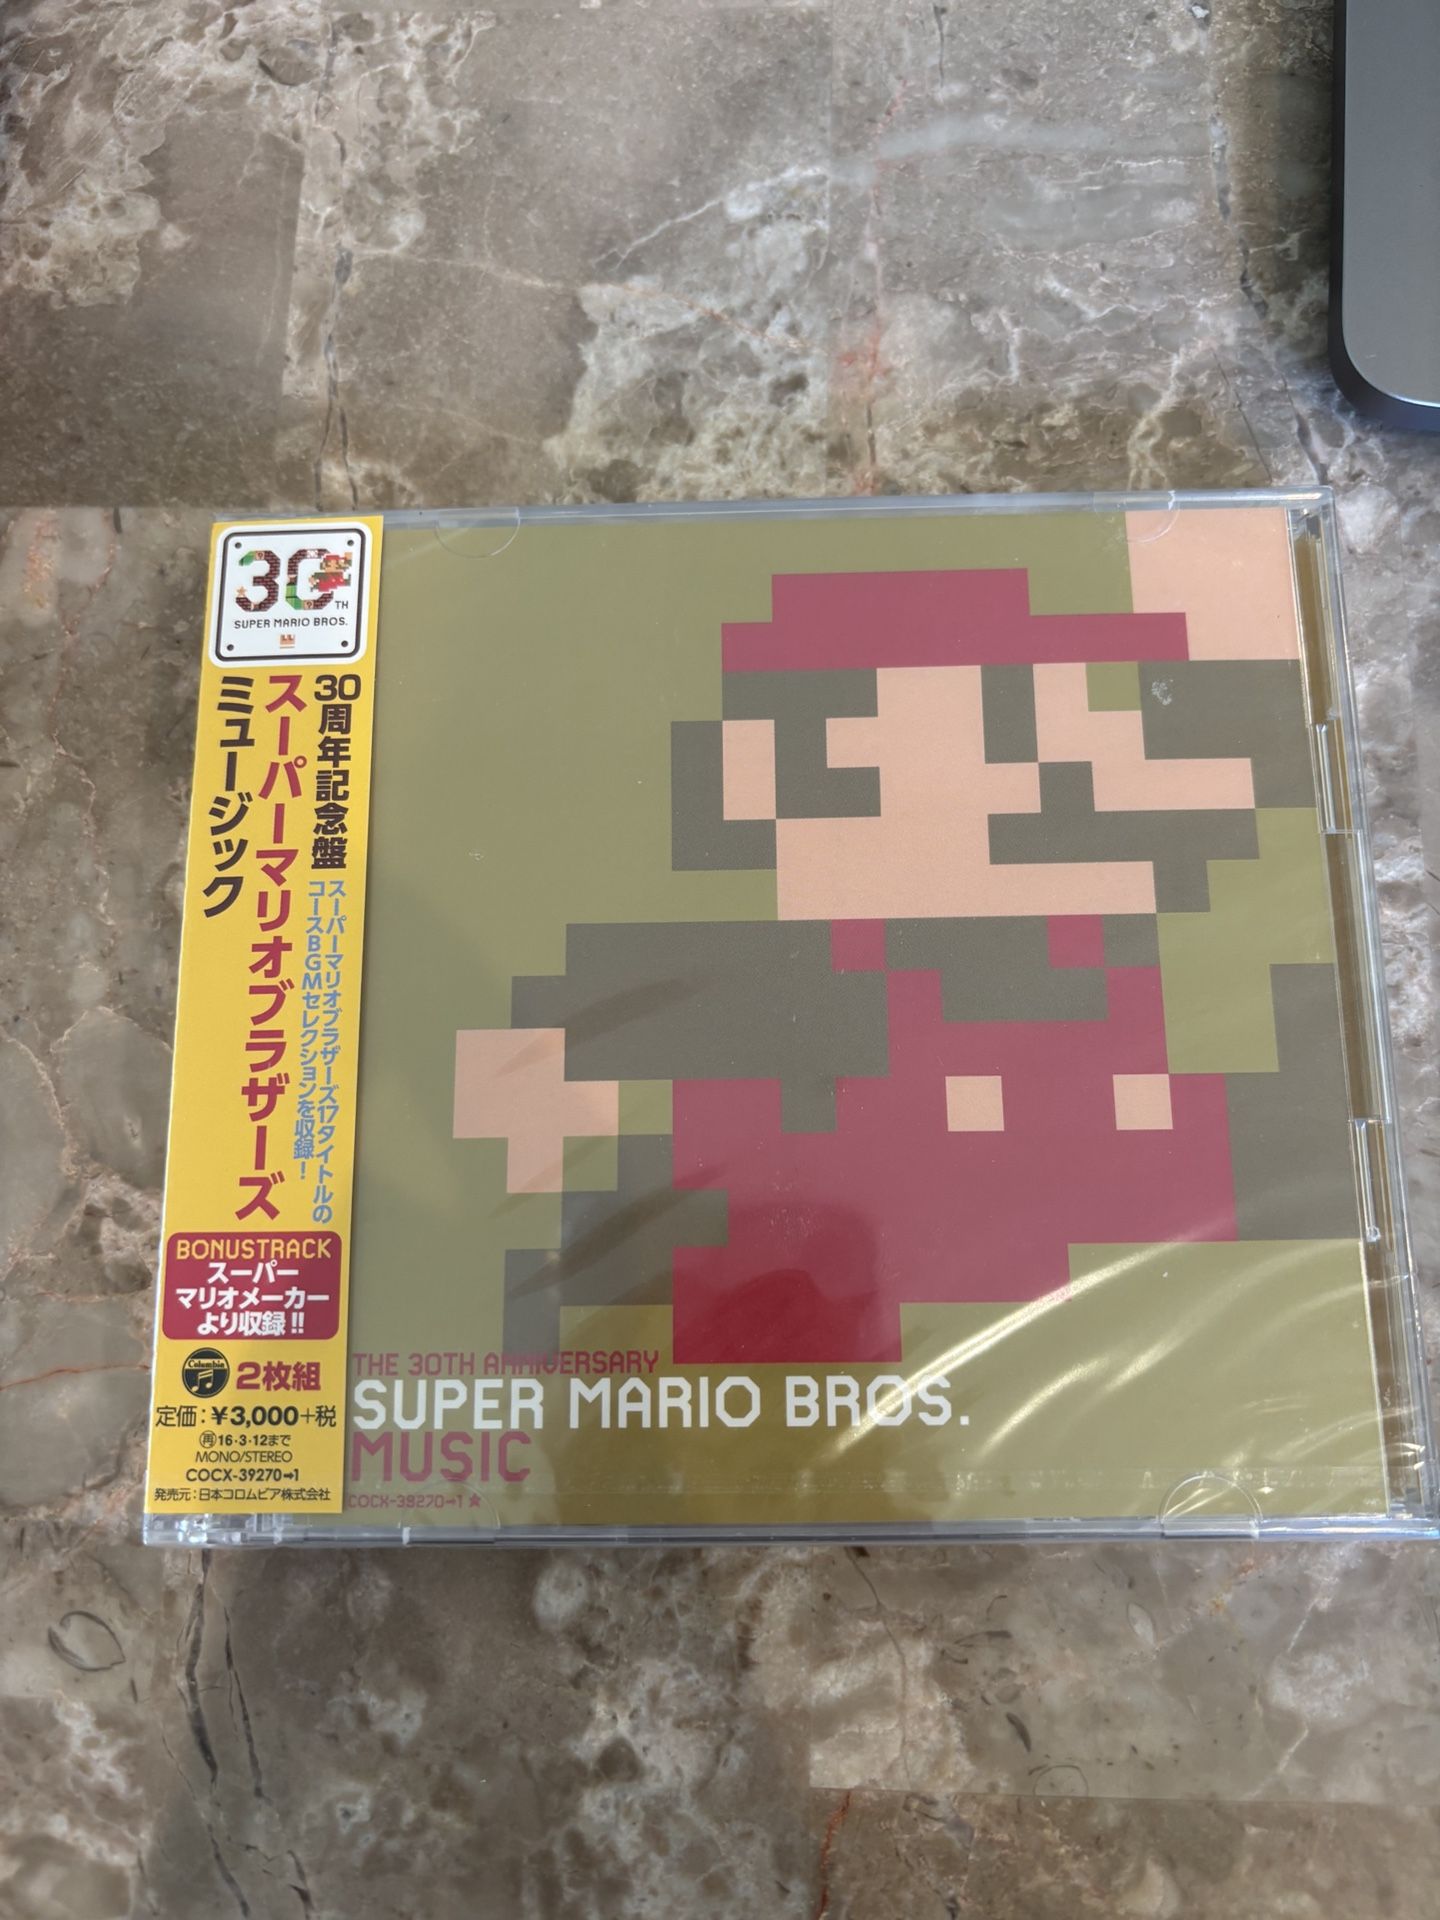 30TH
SUPER MARIO BROS.
30周年記念盤
スーパーマリオブラザーズ17タイトルの
コースBGMセレクションを収録！
スーパーマリオブラザーズ
ミュージック
BONUSTRACK
スーパー
マリオメーカー
より収録!!
Columbia
2枚組
定価：¥3,000+税
再16・3・12まで
MONO/STEREO
COCX-39270→1
発売元：日本コロムビア株式会社
THE 30TH ANNIVERSARY
SUPER MARIO BROS.
MUSIC
COCX-39270→1★